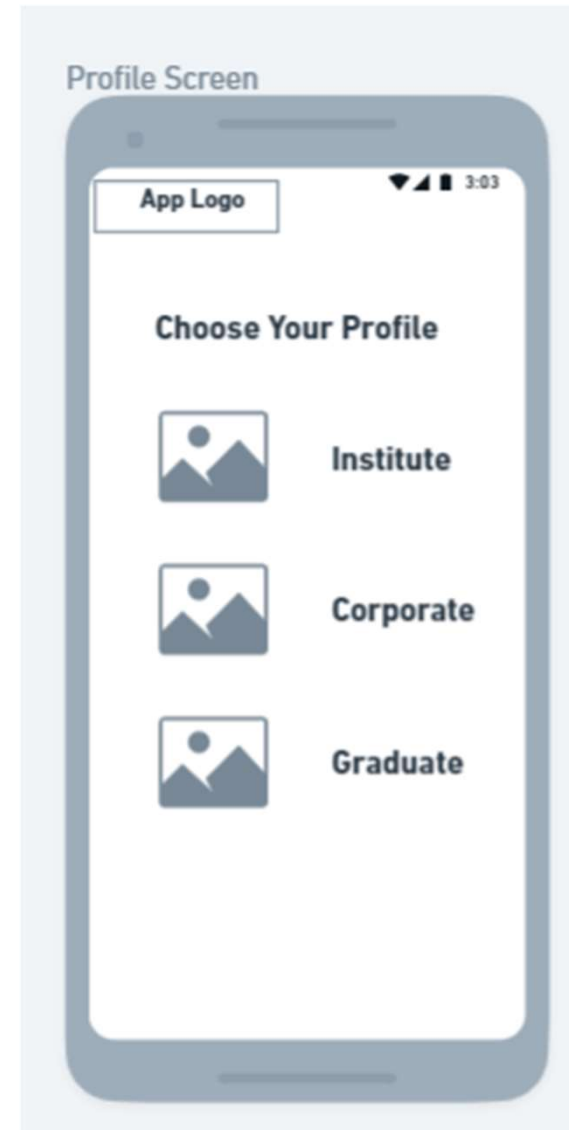 Profile Screen
App Logo
3:03
Choose Your Profile
Institute
Corporate
Graduate